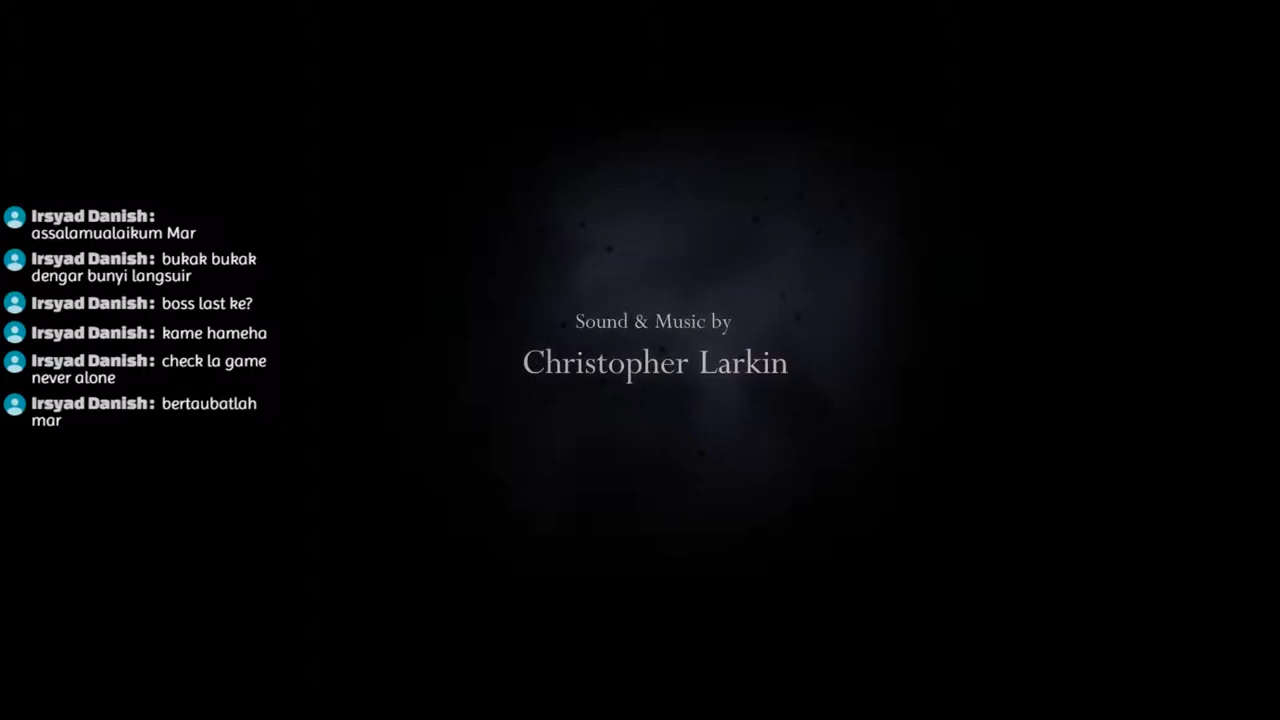 Irsyad Danish:
assalamualaikum Mar
Irsyad Danish: bukak bukak
dengar bunyi langsuir
Irsyad Danish: boss last ke?
Irsyad Danish: kame hameha
Irsyad Danish: check la game
never alone
Irsyad Danish: bertaubatlah
mar
Sound & Music by
Christopher Larkin